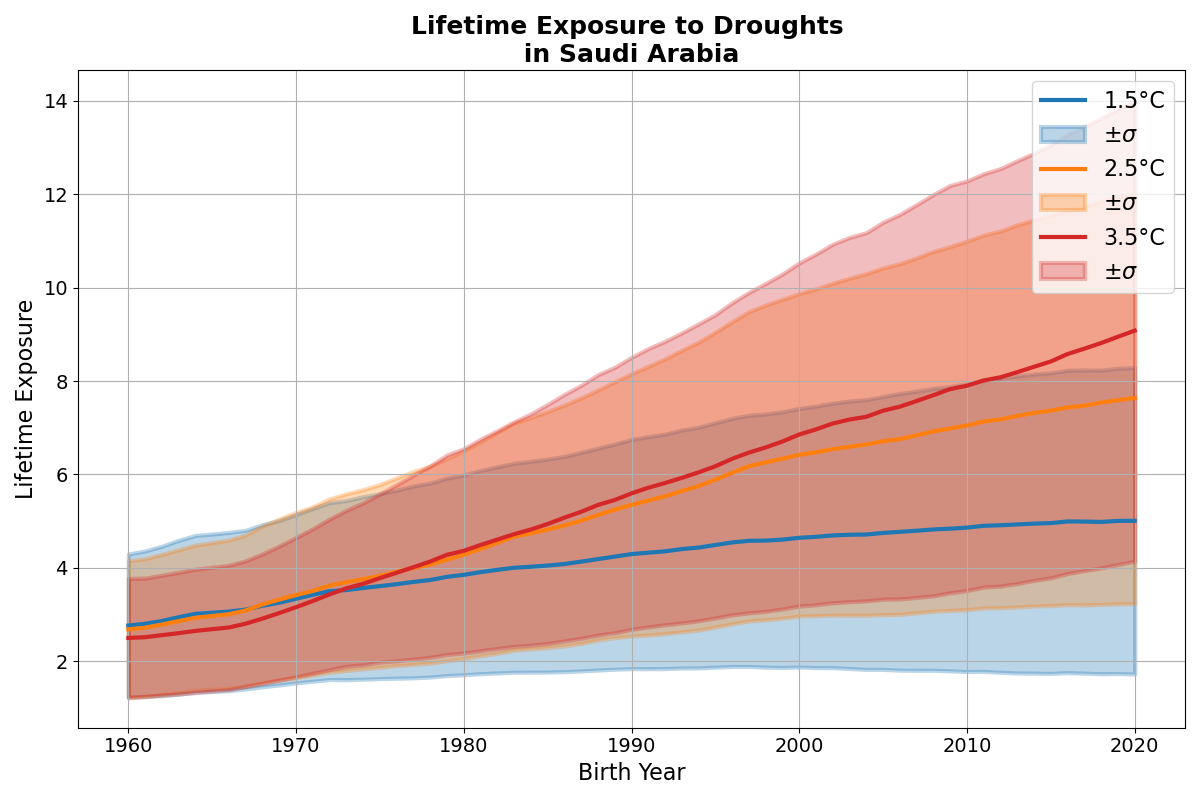 Lifetime Exposure to Droughts
in Saudi Arabia
14
12
10
8
6
4
2
Lifetime Exposure
1960
1970
1980
1990
2000
2010
2020
Birth Year
1.5°C
±σ
2.5°C
±σ
3.5°C
±σ